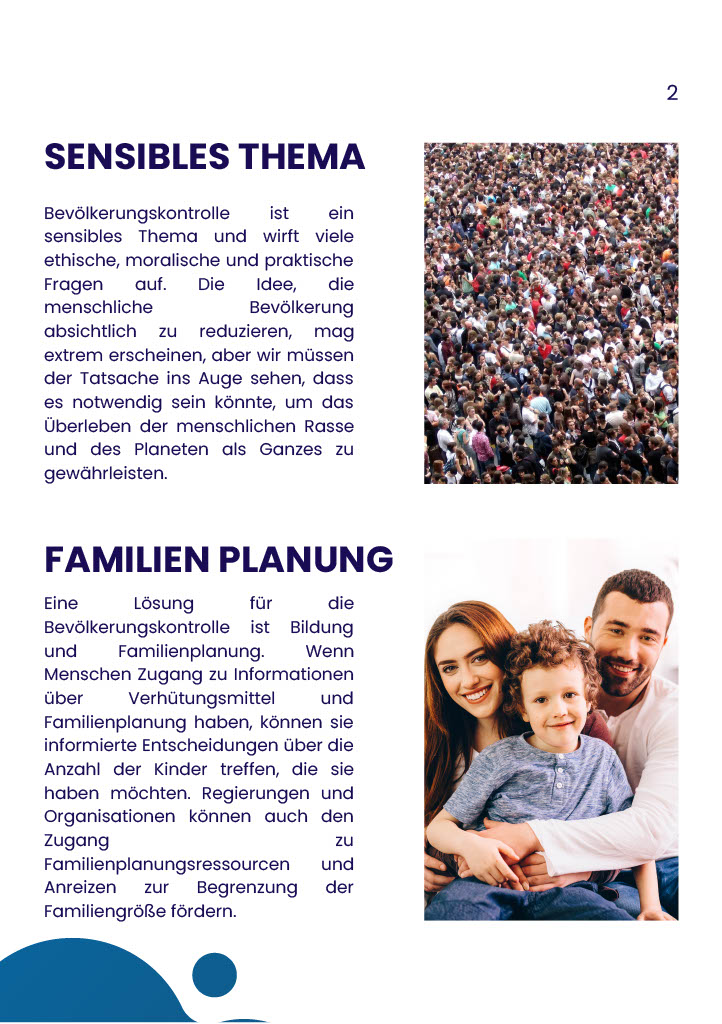 2
SENSIBLES THEMA
Bevölkerungskontrolle ist ein
sensibles Thema und wirft viele
ethische, moralische und praktische
Fragen auf. Die Idee, die
menschliche Bevölkerung
absichtlich zu reduzieren, mag
extrem erscheinen, aber wir müssen
der Tatsache ins Auge sehen, dass
es notwendig sein könnte, um das
Überleben der menschlichen Rasse
und des Planeten als Ganzes zu
gewährleisten.
FAMILIEN PLANUNG
Eine Lösung für die
Bevölkerungskontrolle ist Bildung
und Familienplanung. Wenn
Menschen Zugang zu Informationen
über Verhütungsmittel und
Familienplanung haben, können sie
informierte Entscheidungen über die
Anzahl der Kinder treffen, die sie
haben möchten. Regierungen und
Organisationen können auch den
Zugang zu
Familienplanungsressourcen und
Anreizen zur Begrenzung der
Familiengröße fördern.